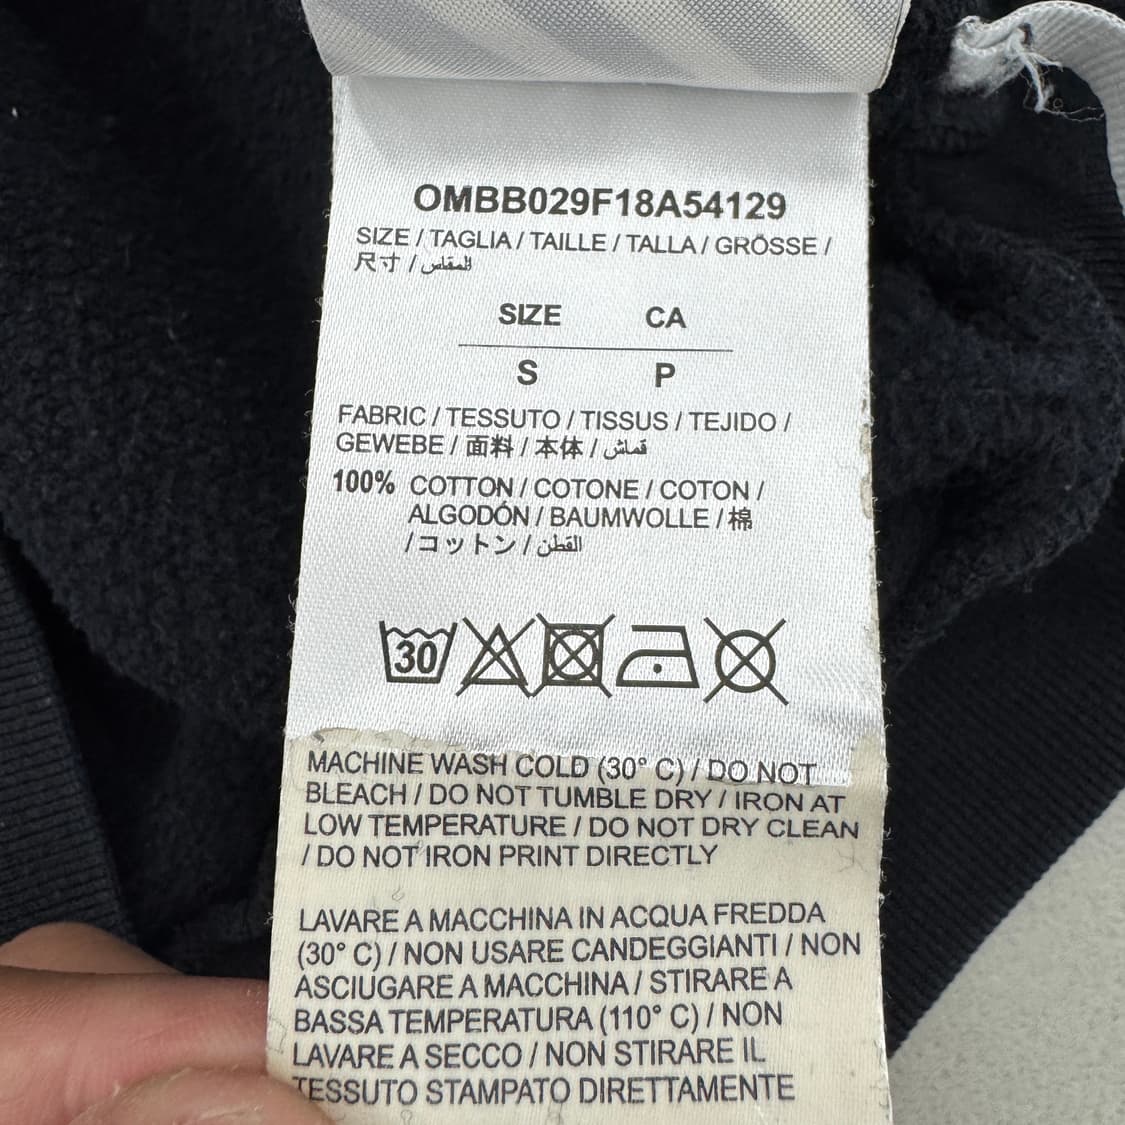 OMBB029F18A54129
SIZE / TAGLIA / TAILLE / TALLA / GRÖSSE /
尺寸 / المقاس
SIZE CA
S P
FABRIC / TESSUTO / TISSUS / TEJIDO /
GEWEBE / 面料 / 本体 / قماش
100% COTTON / COTONE / COTON /
ALGODÓN / BAUMWOLLE / 棉
/ コットン / القطن
30
MACHINE WASH COLD (30° C) / DO NOT
BLEACH / DO NOT TUMBLE DRY / IRON AT
LOW TEMPERATURE / DO NOT DRY CLEAN
/ DO NOT IRON PRINT DIRECTLY
LAVARE A MACCHINA IN ACQUA FREDDA
(30° C) / NON USARE CANDEGGIANTI / NON
ASCIUGARE A MACCHINA / STIRARE A
BASSA TEMPERATURA (110° C) / NON
LAVARE A SECCO / NON STIRARE IL
TESSUTO STAMPATO DIRETTAMENTE